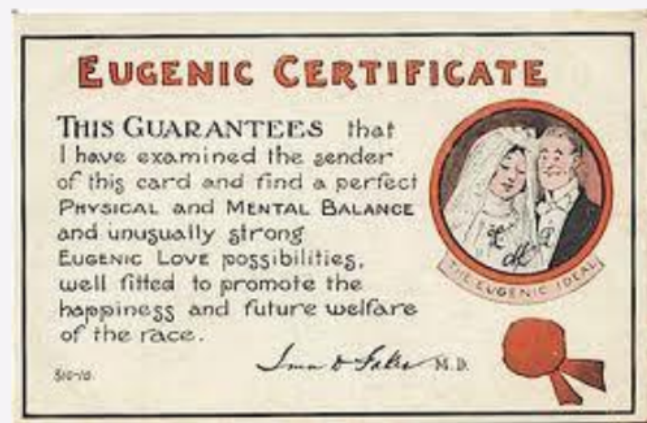 EUGENIC CERTIFICATE
THIS GUARANTEES that
I have examined the sender
of this card and find a perfect
PHYSICAL and MENTAL BALANCE
and unusually strong
EUGENIC LOVE possibilities,
well fitted to promote the
happiness and future welfare
of the race.
M.D.
THE EUGENIC IDEAL